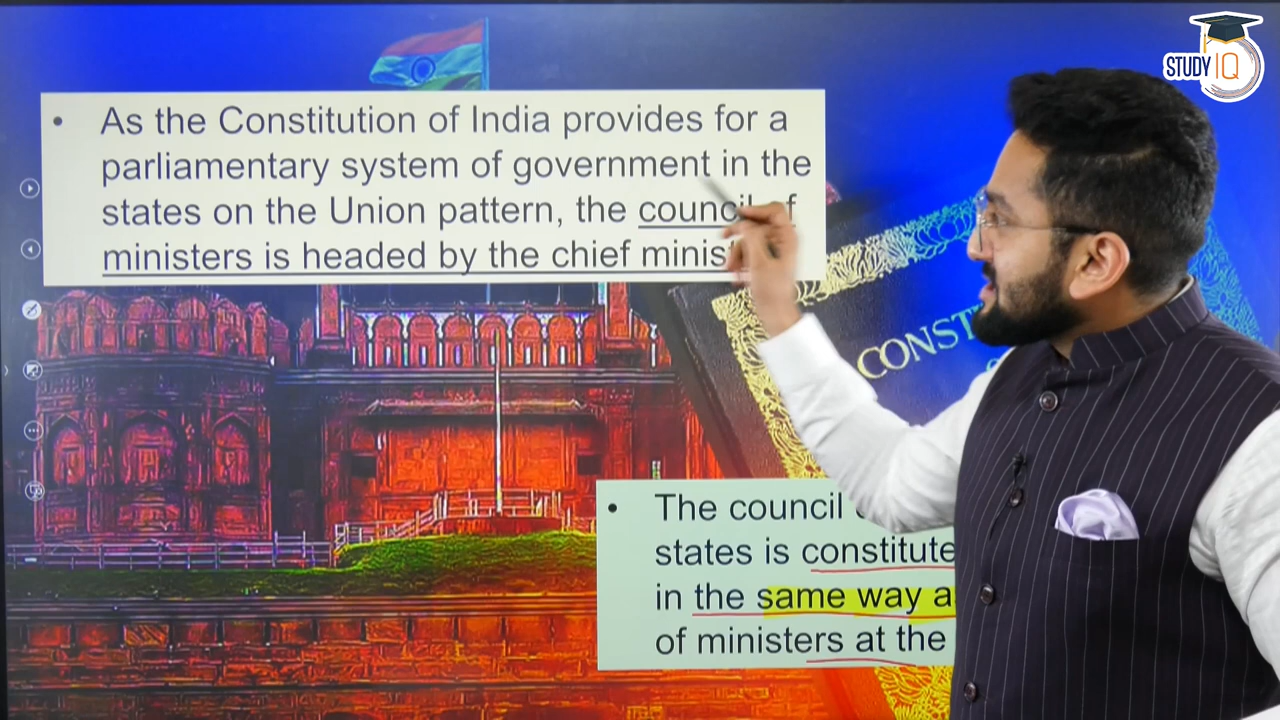 STUDY IQ
• As the Constitution of India provides for a
parliamentary system of government in the
states on the Union pattern, the council of
ministers is headed by the chief minis
CONST
• The council
states is constitute
in the same way a
of ministers at the